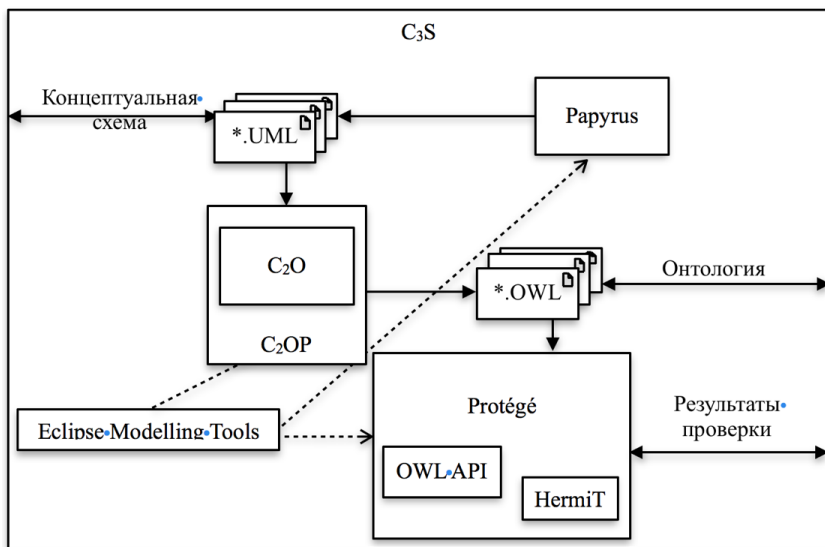 C₃S
Концептуальная
схема
*.UML
Papyrus
C₂O
C₂OP
*.OWL
Онтология
Eclipse Modelling Tools
Protégé
OWL API
HermiT
Результаты
проверки